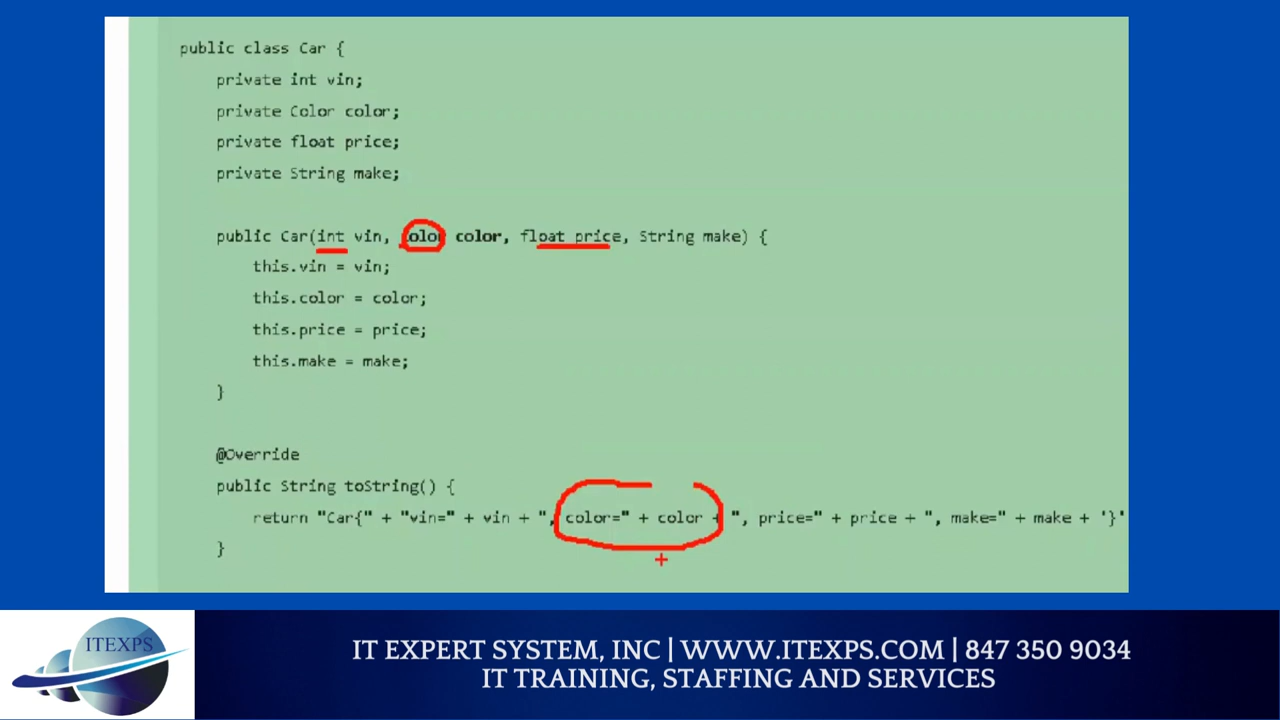 public class Car {
private int vin;
private Color color;
private float price;
private String make;
public Car(int vin, Color color, float price, String make) {
this.vin = vin;
this.color = color;
this.price = price;
this.make = make;
}
@Override
public String toString() {
return "Car{" + "vin=" + vin + ", color=" + color + ", price=" + price + ", make=" + make + '}'
}
ITEXPS
IT EXPERT SYSTEM, INC | WWW.ITEXPS.COM | 847 350 9034
IT TRAINING, STAFFING AND SERVICES